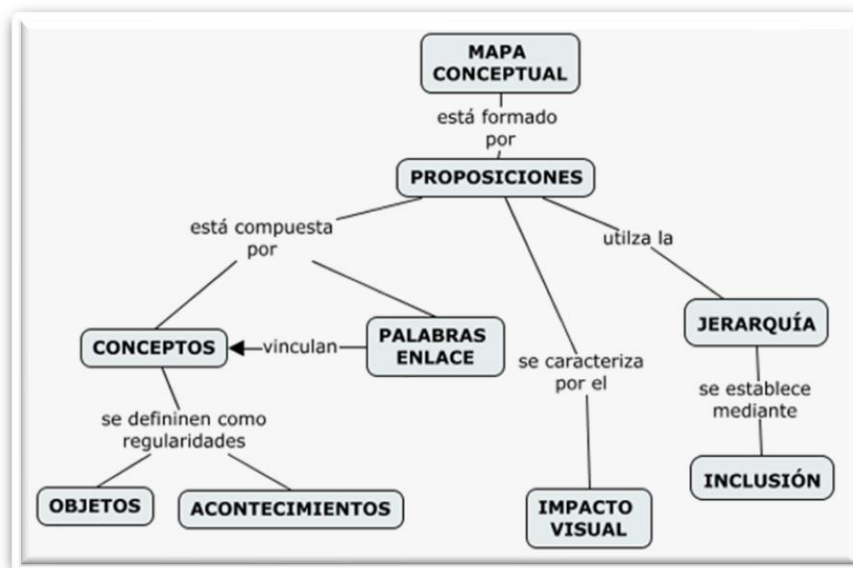 MAPA
CONCEPTUAL
está formado
por
PROPOSICIONES
está compuesta
por
utilza la
CONCEPTOS
vinculan
PALABRAS
ENLACE
JERARQUÍA
se caracteriza
por el
se establece
mediante
se defininen como
regularidades
OBJETOS
ACONTECIMIENTOS
IMPACTO
VISUAL
INCLUSIÓN